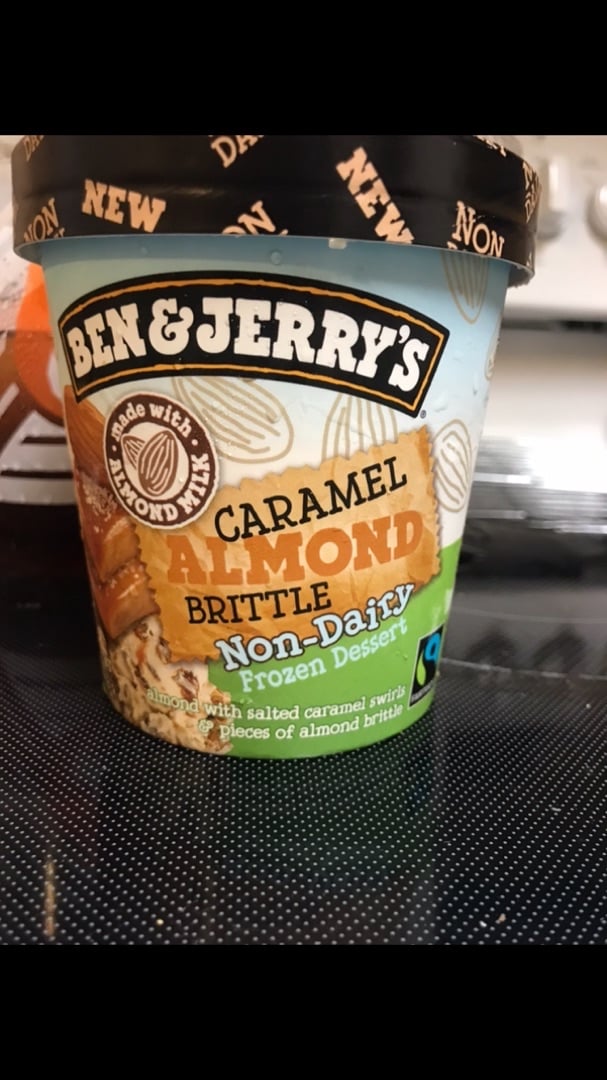 NEW
NEW
NON
NON
BEN & JERRY'S
made with
ALMOND MILK
CARAMEL
ALMOND
BRITTLE
Non-Dairy
Frozen Dessert
almond with salted caramel swirls
& pieces of almond brittle